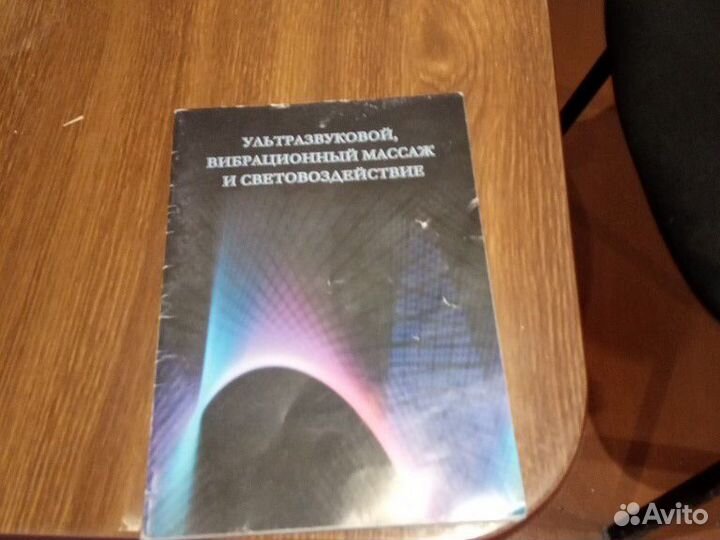 УЛЬТРАЗВУКОВОЙ,
ВИБРАЦИОННЫЙ МАССАЖ
И СВЕТОВОЗДЕЙСТВИЕ
Avito